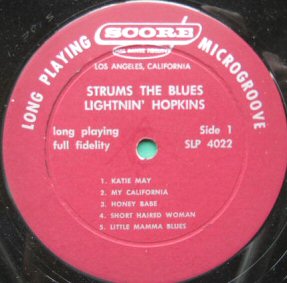 LONG PLAYING
SCORE
LOS ANGELES, CALIFORNIA
MICROGROOVE
STRUMS THE BLUES
LIGHTNIN' HOPKINS
long playing
full fidelity
Side 1
SLP 4022
1. KATIE MAY
2. MY CALIFORNIA
3. HONEY BABE
4. SHORT HAIRED WOMAN
5. LITTLE MAMMA BLUES